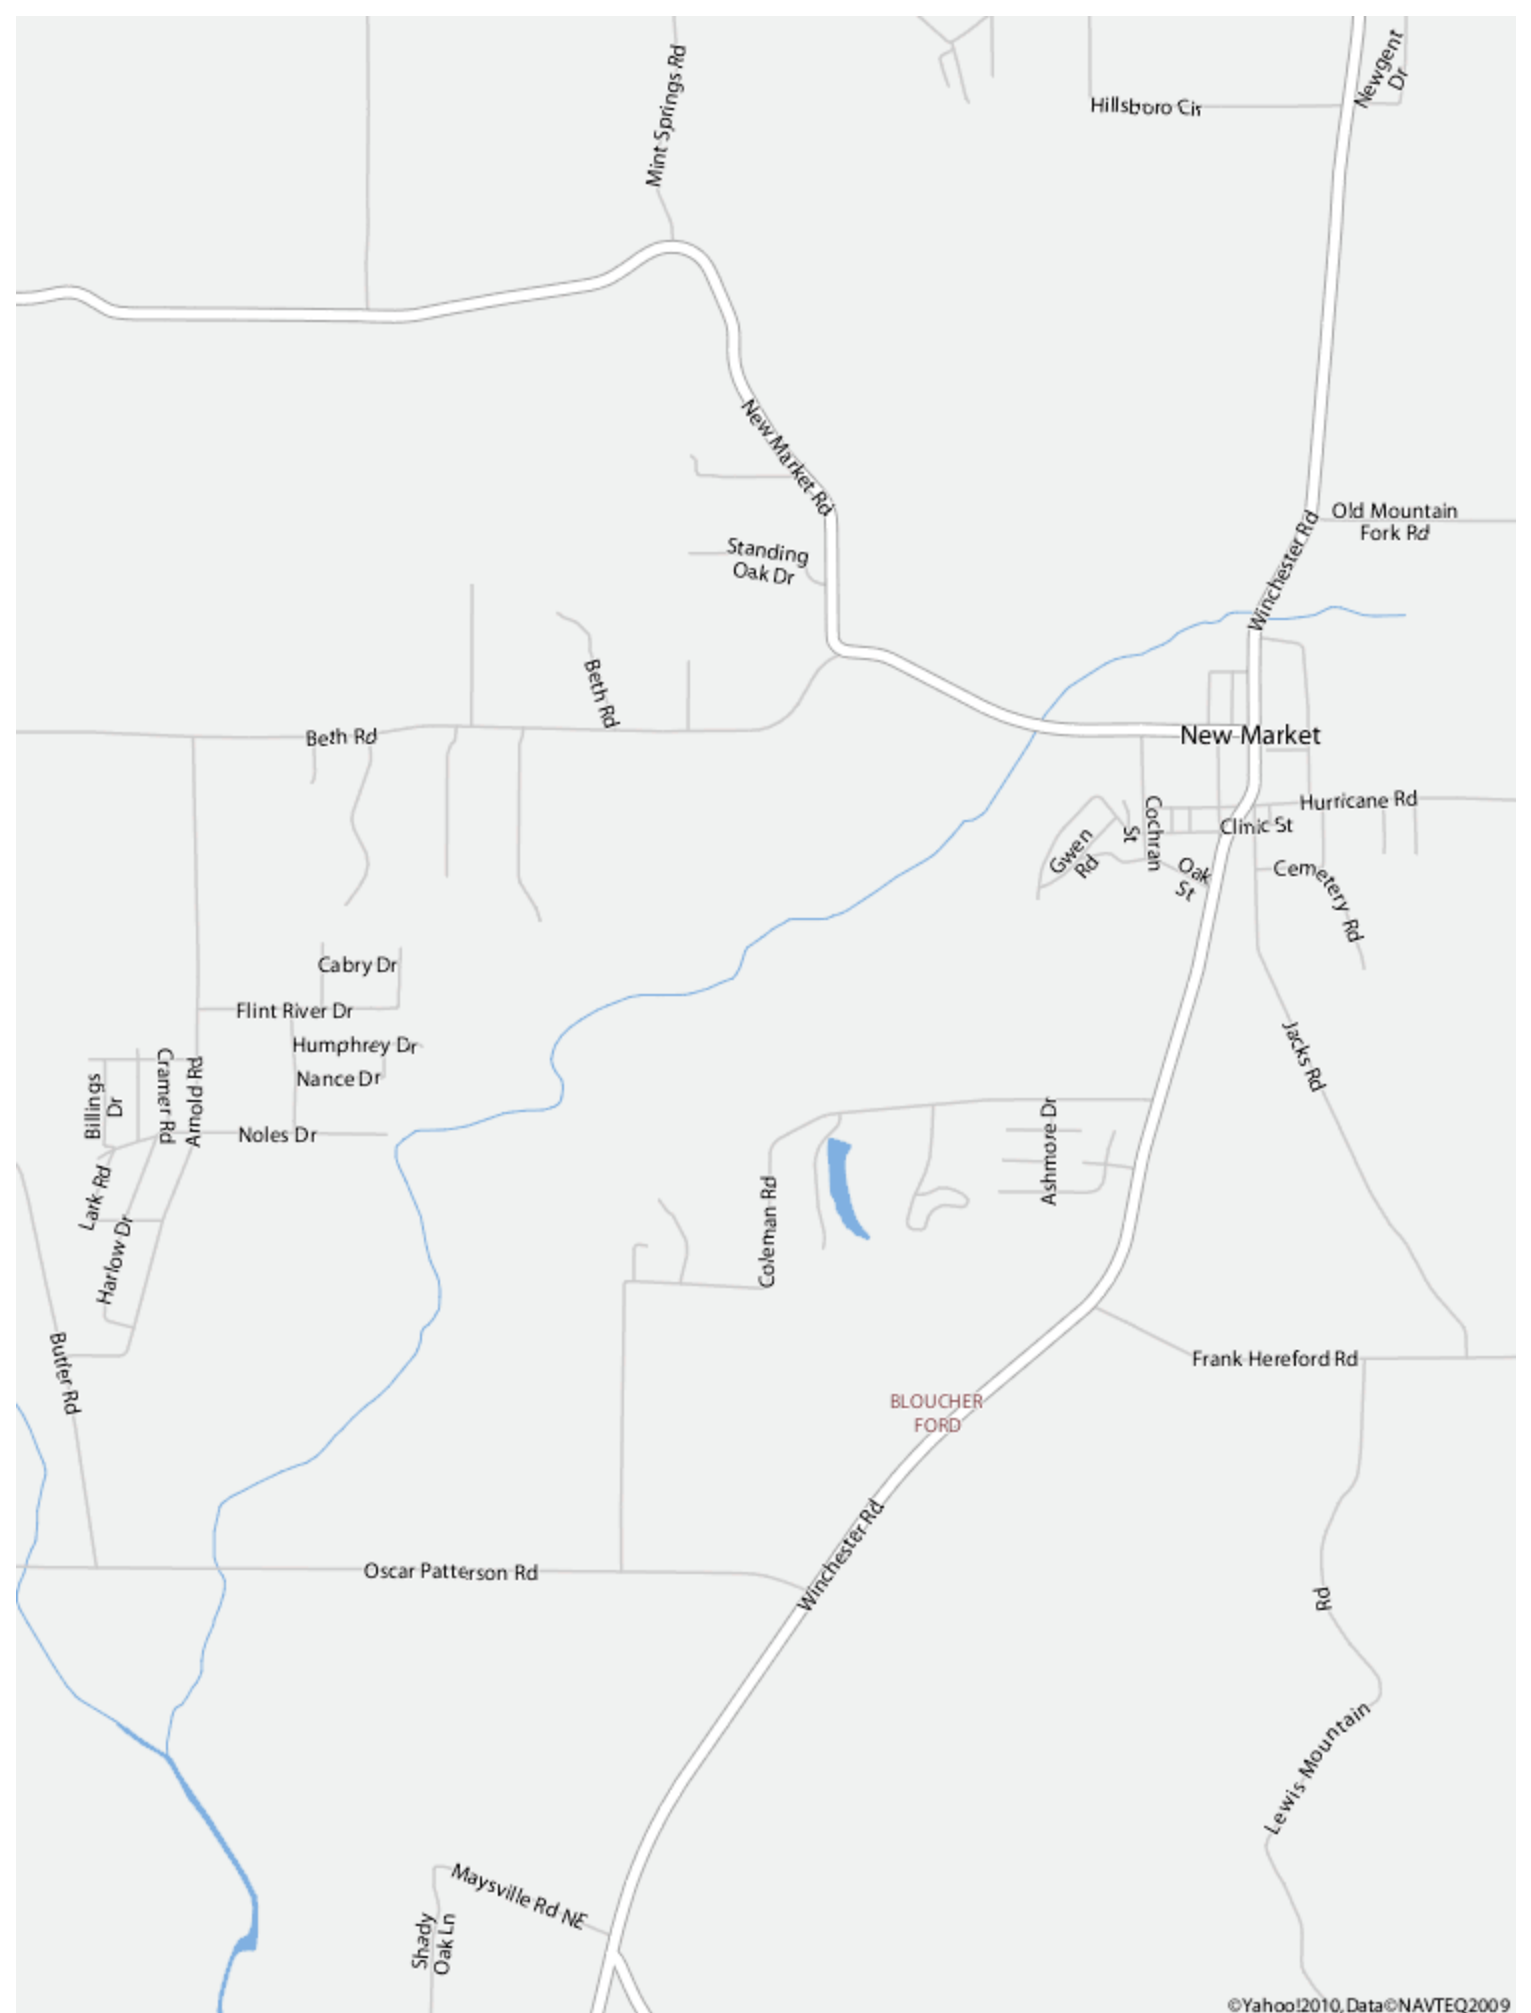 Mint Springs Rd
Newgent
Dr
Hillsboro Cir
New Market Rd
Old Mountain
Fork Rd
Winchester Rd
Standing
Oak Dr
Beth Rd
Beth Rd
New Market
Hurricane Rd
Cochran
St
Clinic St
Gwen
Rd
Oak
St
Cemetery Rd
Cabry Dr
Flint River Dr
Humphrey Dr
Nance Dr
Jacks Rd
Billings
Dr
Cramer Rd
Arnold Rd
Noles Dr
Ashmore Dr
Lark Rd
Coleman Rd
Harlow Dr
Butler Rd
Frank Hereford Rd
BLOUCHER
FORD
Winchester Rd
Oscar Patterson Rd
Lewis Mountain
Rd
Maysville Rd NE
Shady
Oak Ln
©Yahoo!2010, Data©NAVTEQ2009